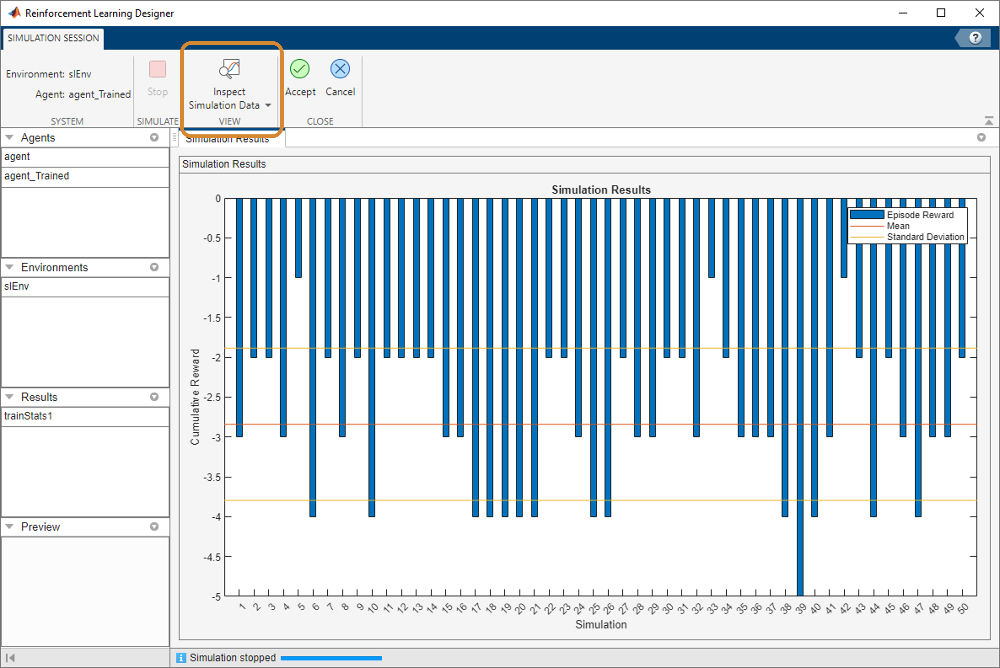 Reinforcement Learning Designer
SIMULATION SESSION
?
Environment: slEnv
Agent: agent_Trained
SYSTEM
Stop
SIMULATE
Inspect
Simulation Data
VIEW
Accept
Cancel
CLOSE
Agents
agent
agent_Trained
Environments
slEnv
Results
trainStats1
Preview
Simulation Results
Simulation Results
Simulation Results
Episode Reward
Mean
Standard Deviation
Cumulative Reward
0
-0.5
-1
-1.5
-2
-2.5
-3
-3.5
-4
-4.5
-5
1 2 3 4 5 6 7 8 9 10 11 12 13 14 15 16 17 18 19 20 21 22 23 24 25 26 27 28 29 30 31 32 33 34 35 36 37 38 39 40 41 42 43 44 45 46 47 48 49 50
Simulation
i Simulation stopped